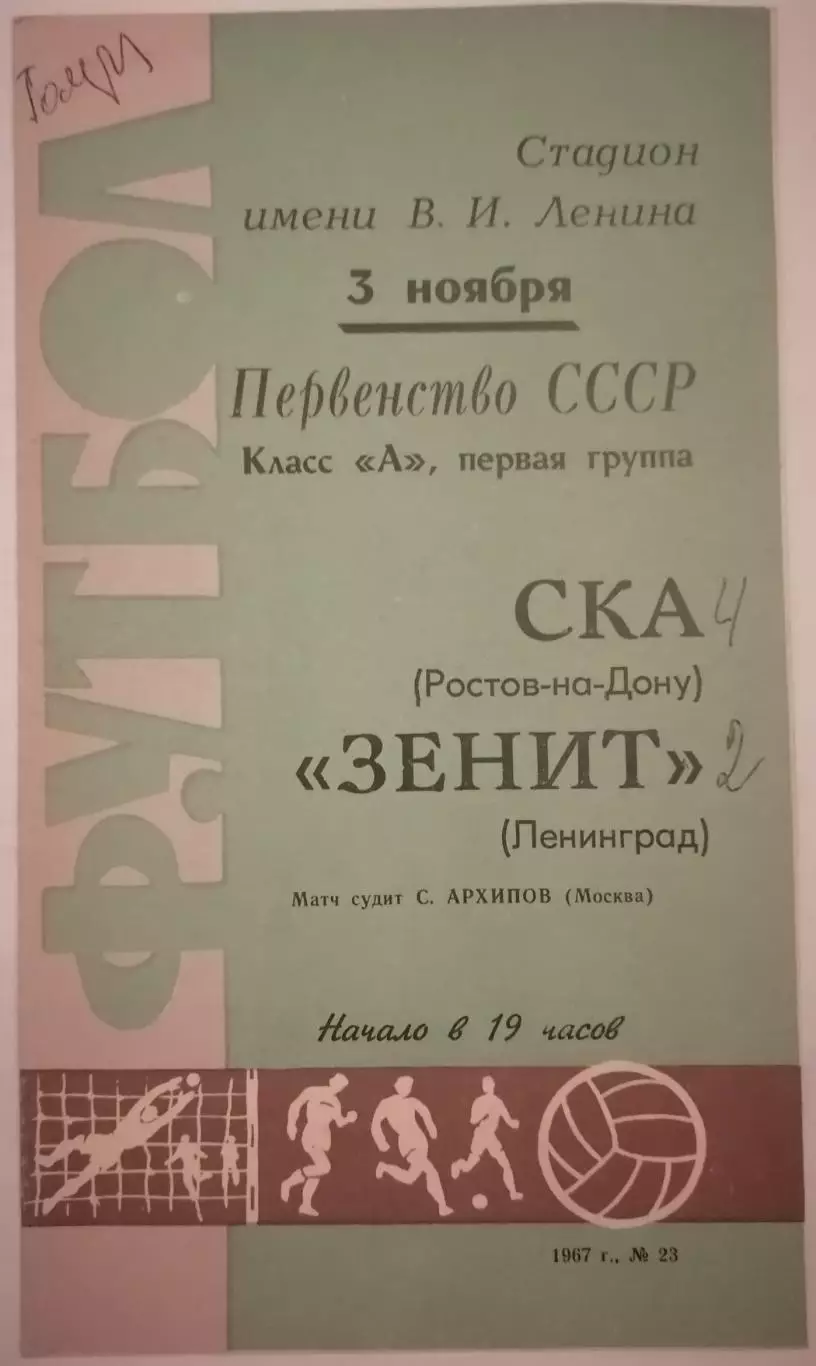 ФУТБОЛ
Стадион
имени В. И. Ленина
3 ноября
Первенство СССР
Класс «А», первая группа
СКА 4
(Ростов-на-Дону)
«ЗЕНИТ» 2
(Ленинград)
Матч судит С. АРХИПОВ (Москва)
Начало в 19 часов
1967 г., № 23